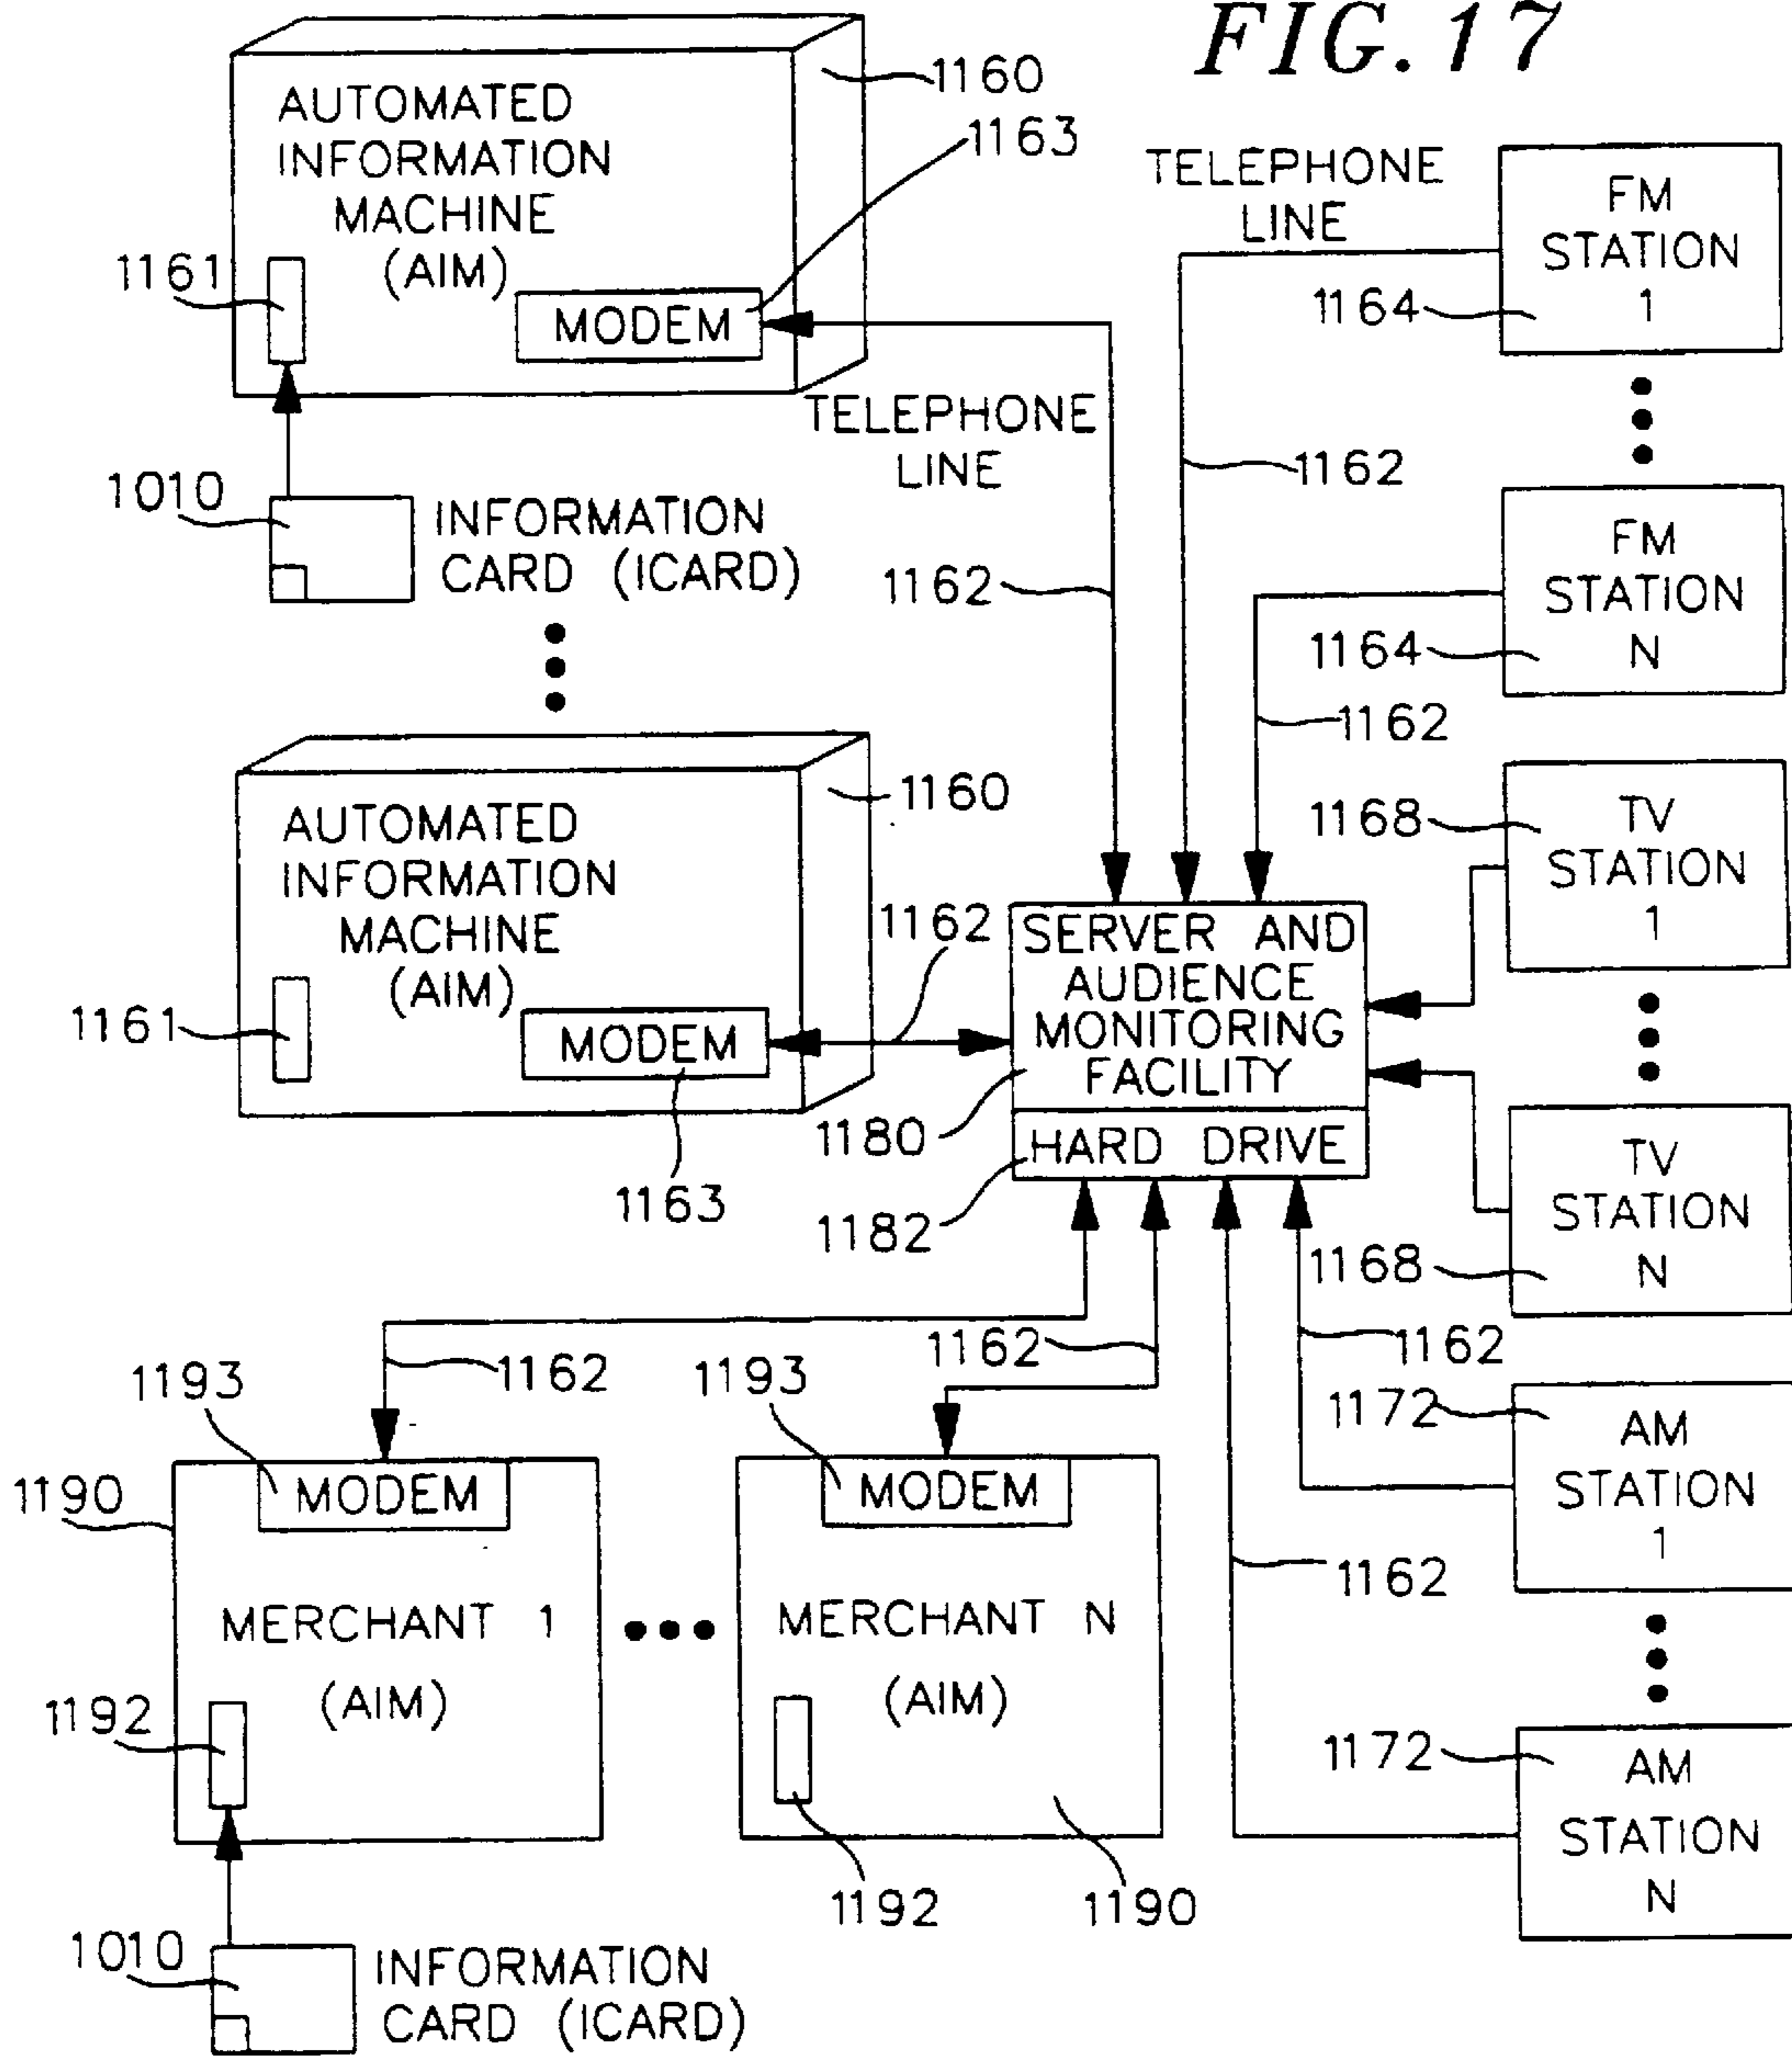 FIG. 17
AUTOMATED
INFORMATION
MACHINE
(AIM)
1160
1163
1161
MODEM
TELEPHONE
LINE
1010
INFORMATION
CARD (ICARD)
1162
TELEPHONE
LINE
FM
STATION
1
1164
1162
FM
STATION
N
1164
1162
AUTOMATED
INFORMATION
MACHINE
(AIM)
1160
1161
MODEM
1163
1162
SERVER AND
AUDIENCE
MONITORING
FACILITY
1180
HARD DRIVE
1182
1168
TV
STATION
1
TV
STATION
N
1168
1162
1162
1162
1193
MODEM
1190
MERCHANT 1
(AIM)
1192
1010
INFORMATION
CARD (ICARD)
1193
MODEM
MERCHANT N
(AIM)
1192
1190
1172
AM
STATION
1
1162
1172
AM
STATION
N